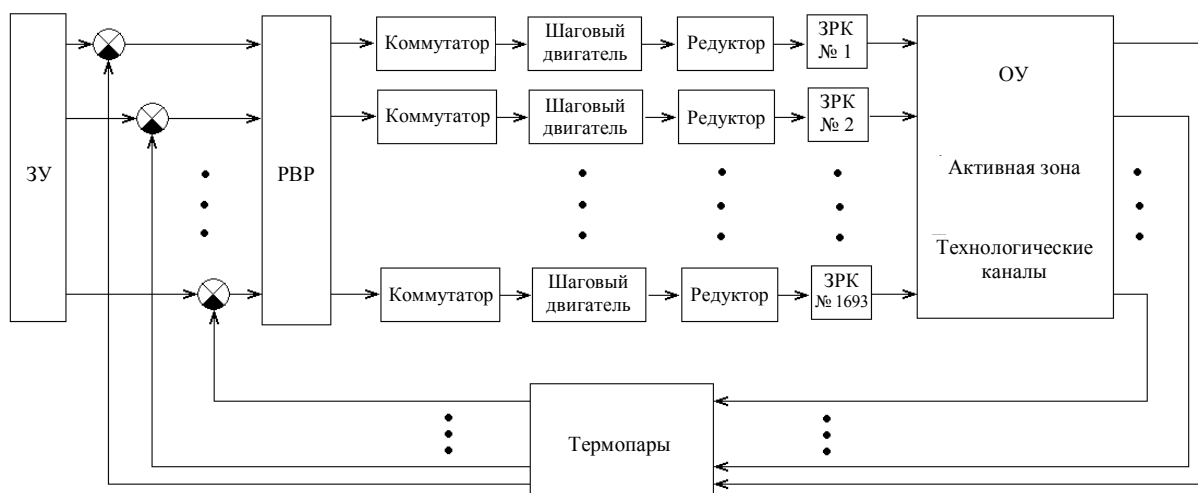 ЗУ
РВР
Коммутатор
Шаговый
двигатель
Редуктор
ЗРК
№ 1
Коммутатор
Шаговый
двигатель
Редуктор
ЗРК
№ 2
Коммутатор
Шаговый
двигатель
Редуктор
ЗРК
№ 1693
ОУ
Активная зона
Технологические
каналы
Термопары